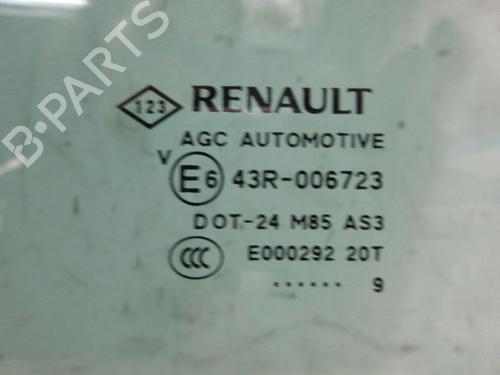 B-PARTS
123 RENAULT
AGC AUTOMOTIVE
V E6 43R-006723
DOT-24 M85 AS3
CCC E000292 20T
...... 9